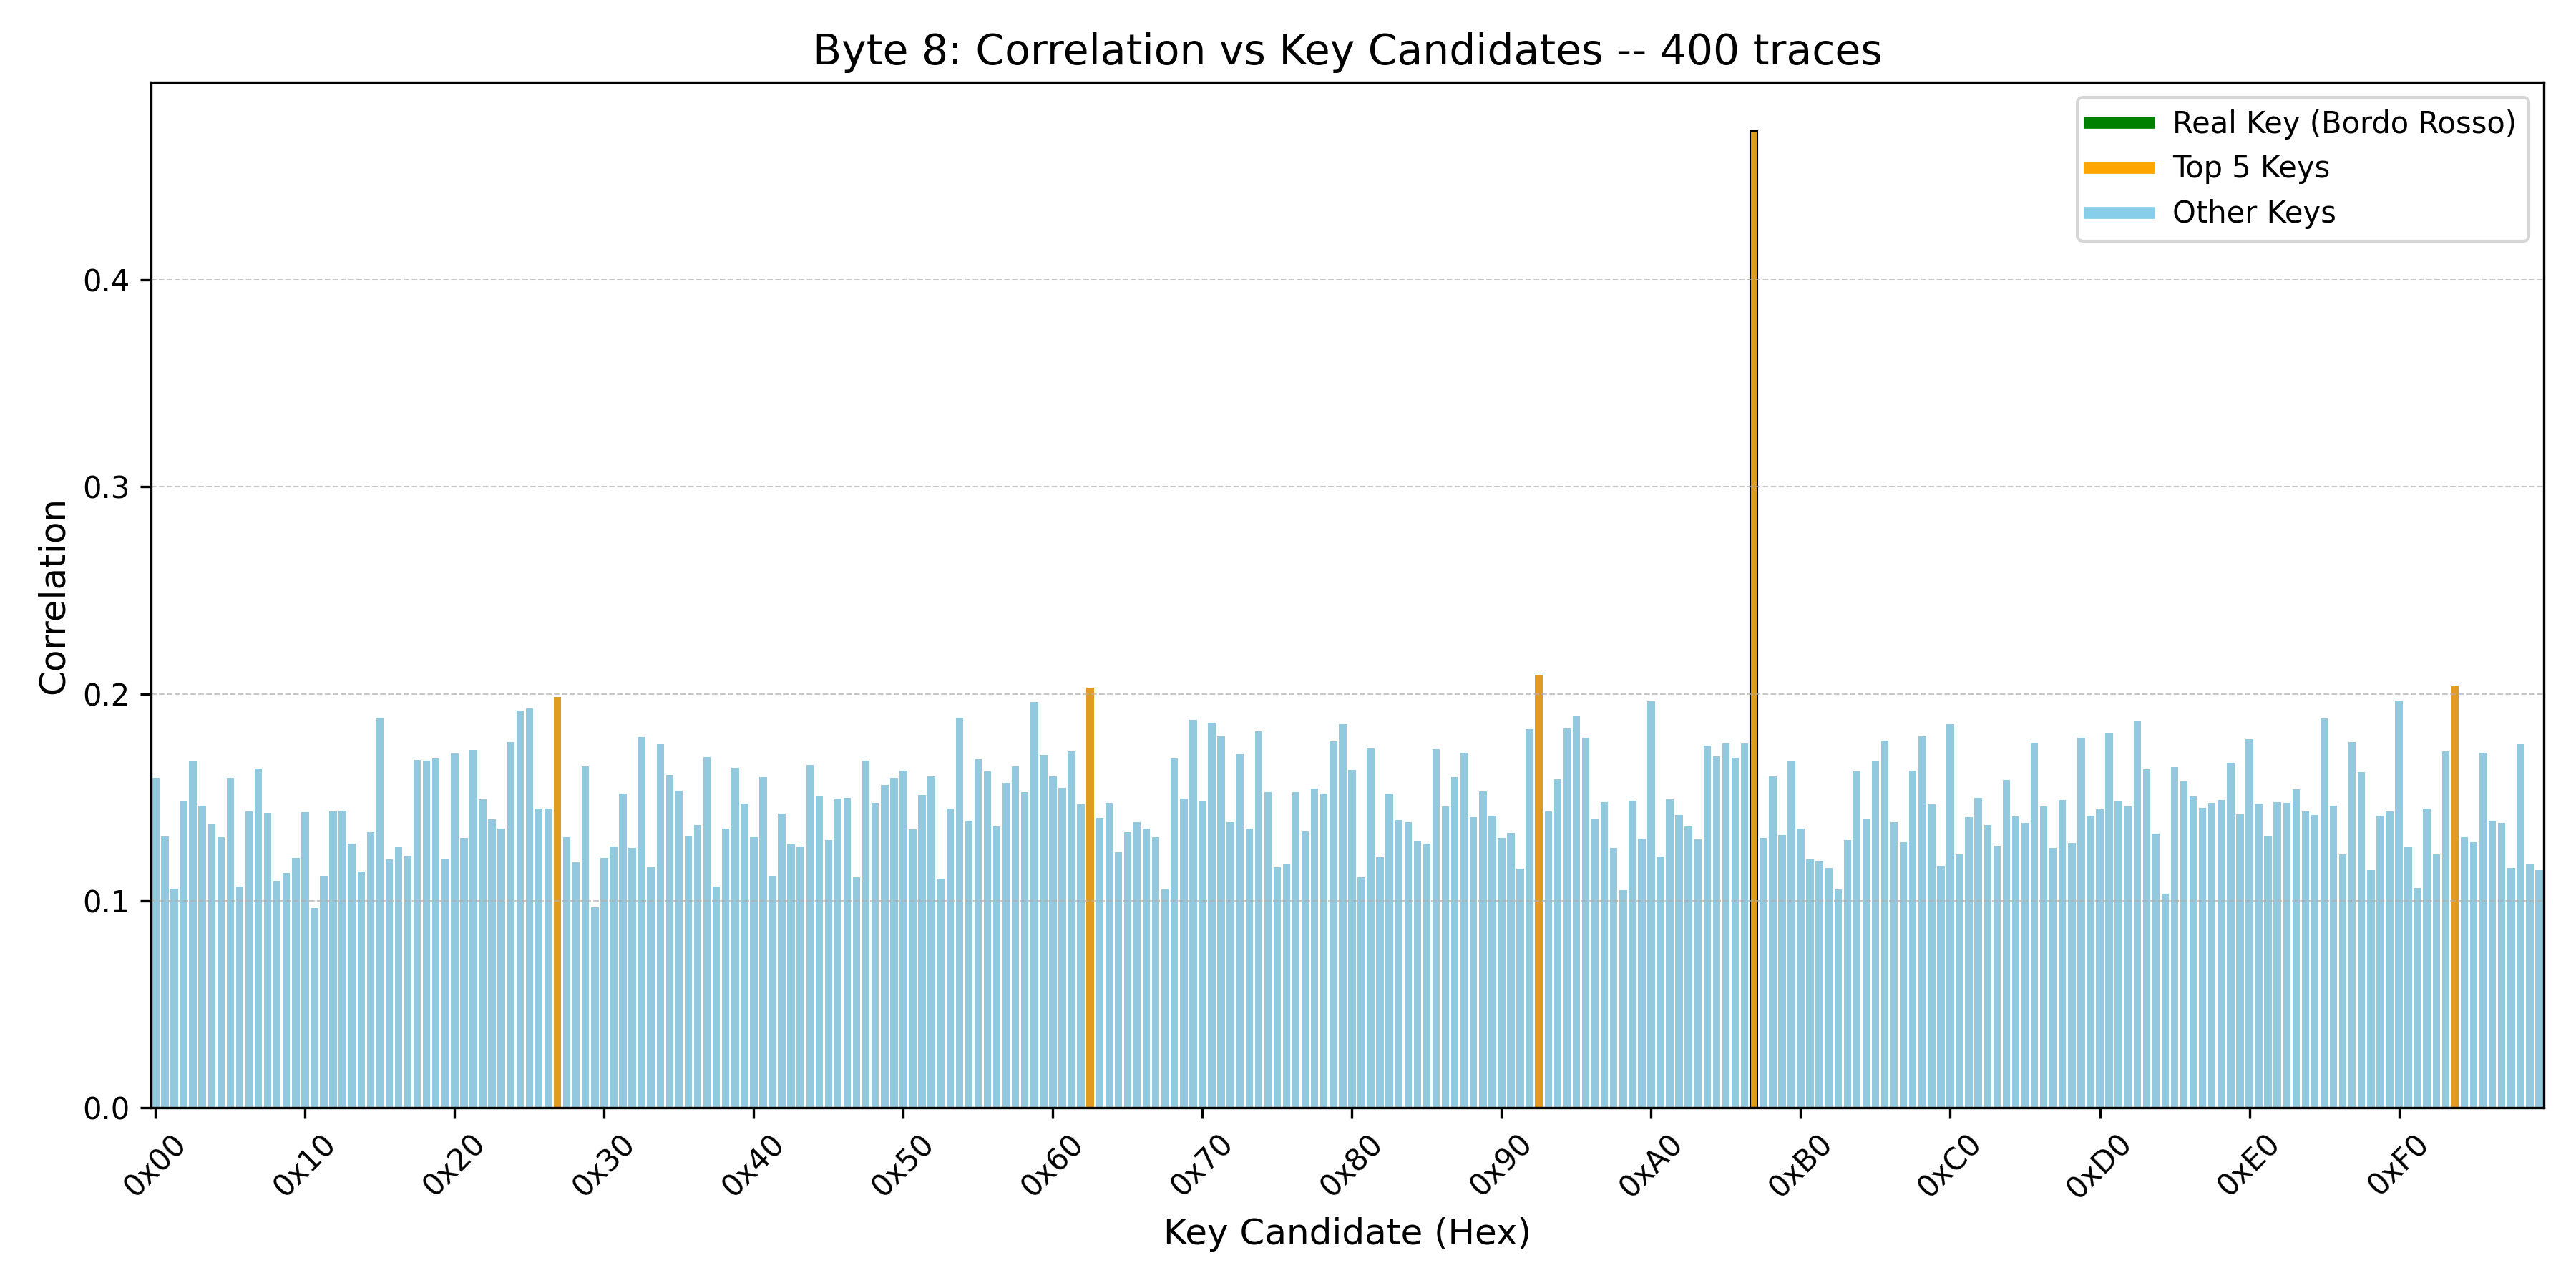 Byte 8: Correlation vs Key Candidates -- 400 traces
Real Key (Bordo Rosso)
Top 5 Keys
Other Keys
Correlation
0.4
0.3
0.2
0.1
0.0
0x00 0x10 0x20 0x30 0x40 0x50 0x60 0x70 0x80 0x90 0xA0 0xB0 0xC0 0xD0 0xE0 0xF0
Key Candidate (Hex)